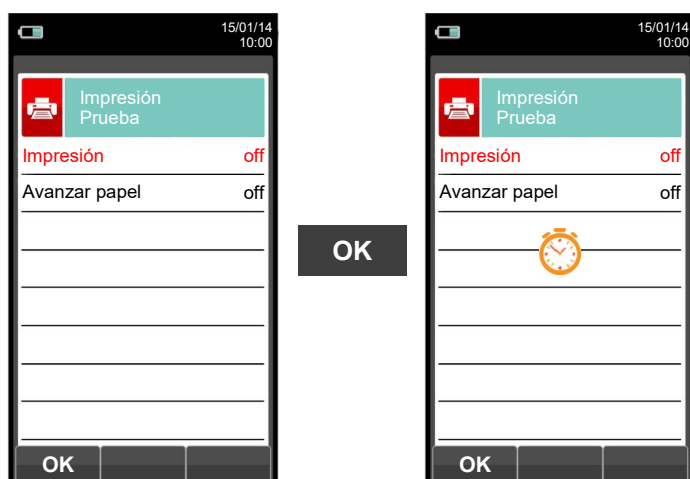 15/01/14
10:00
Impresión
Prueba
Impresión off
Avanzar papel off
OK
OK
15/01/14
10:00
Impresión
Prueba
Impresión off
Avanzar papel off
OK